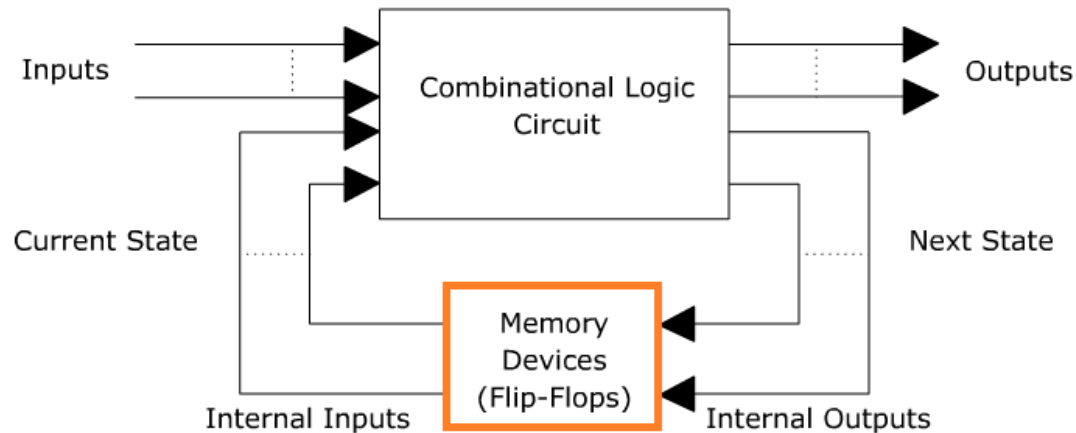 Inputs
Combinational Logic
Circuit
Outputs
Current State
Next State
Memory
Devices
(Flip-Flops)
Internal Inputs
Internal Outputs